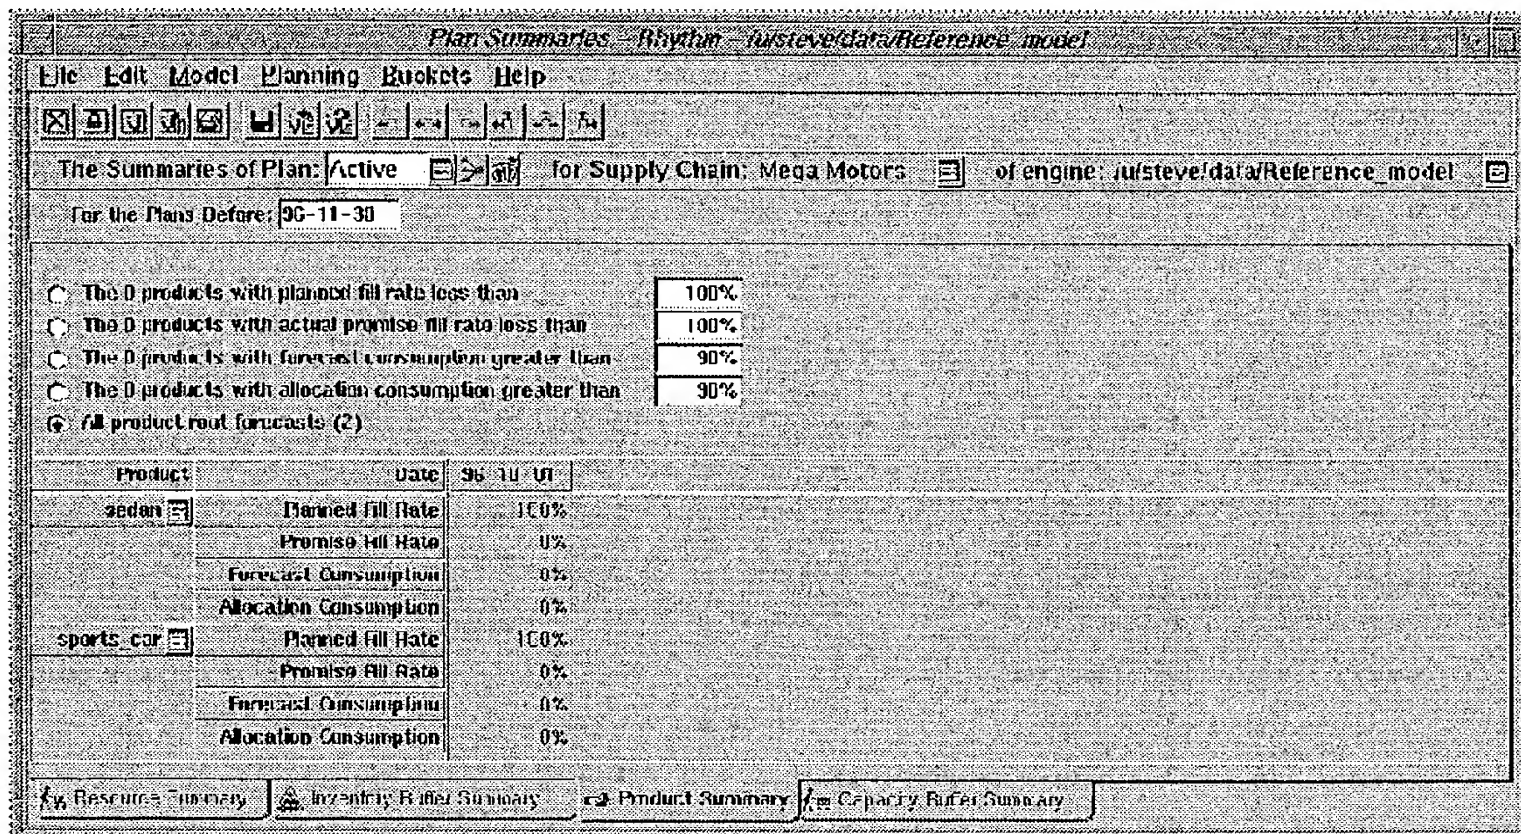 Plan Summaries - Rhythm - /u/steve/data/Reference_model
File Edit Model Planning Buckets Help
The Summaries of Plan: Active for Supply Chain: Mega Motors of engine: /u/steve/data/Reference_model
For the Plans Before: 96-11-30
The 0 products with planned fill rate less than 100%
The 0 products with actual promise fill rate less than 100%
The 0 products with forecast consumption greater than 90%
The 0 products with allocation consumption greater than 90%
All product root forecasts (2)
Product Date 96-10-01
sedan Planned Fill Rate 100%
Promise Fill Rate 0%
Forecast Consumption 0%
Allocation Consumption 0%
sports_car Planned Fill Rate 100%
Promise Fill Rate 0%
Forecast Consumption 0%
Allocation Consumption 0%
Resource Summary Inventory Buffer Summary Product Summary Capacity Buffer Summary